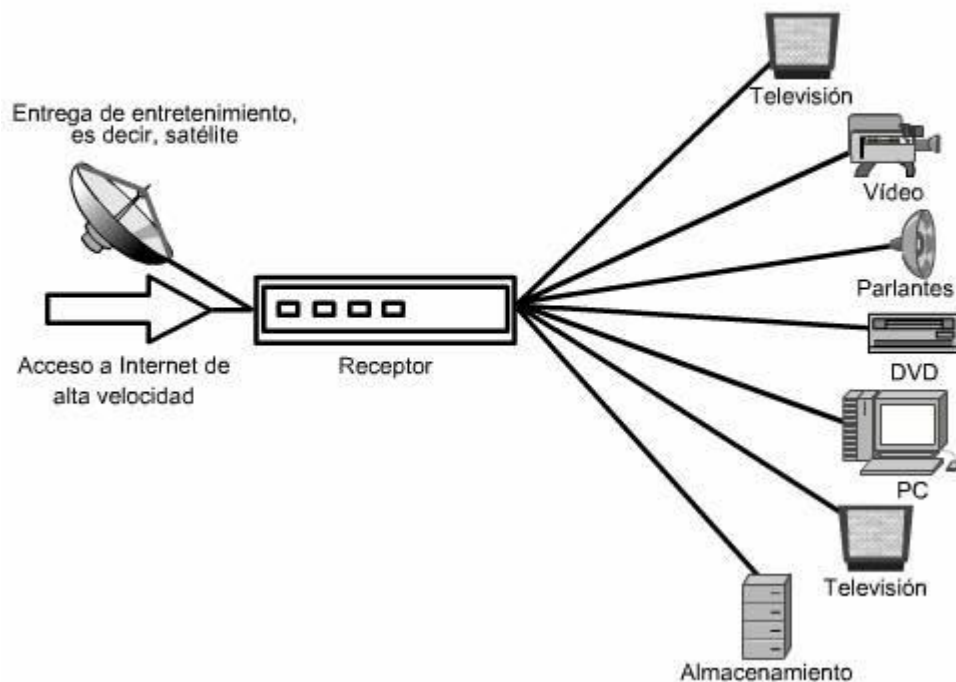 Entrega de entretenimiento,
es decir, satélite
Acceso a Internet de
alta velocidad
Receptor
Televisión
Vídeo
Parlantes
DVD
PC
Televisión
Almacenamiento